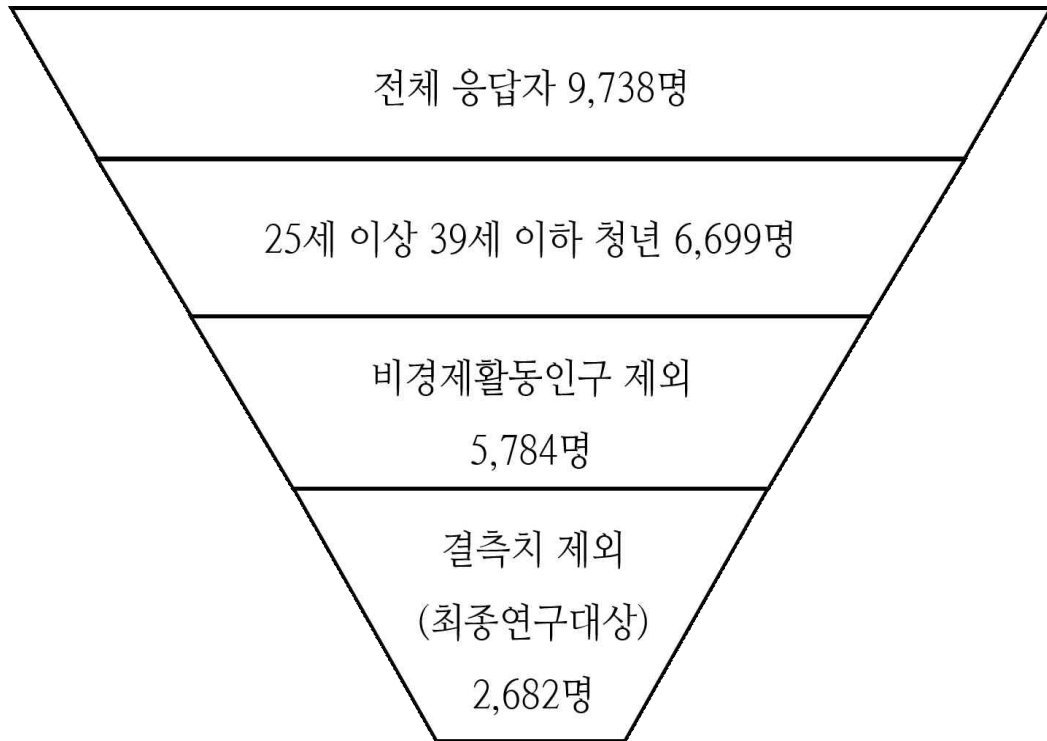 전체 응답자 9,738명
25세 이상 39세 이하 청년 6,699명
비경제활동인구 제외
5,784명
결측치 제외
(최종연구대상)
2,682명